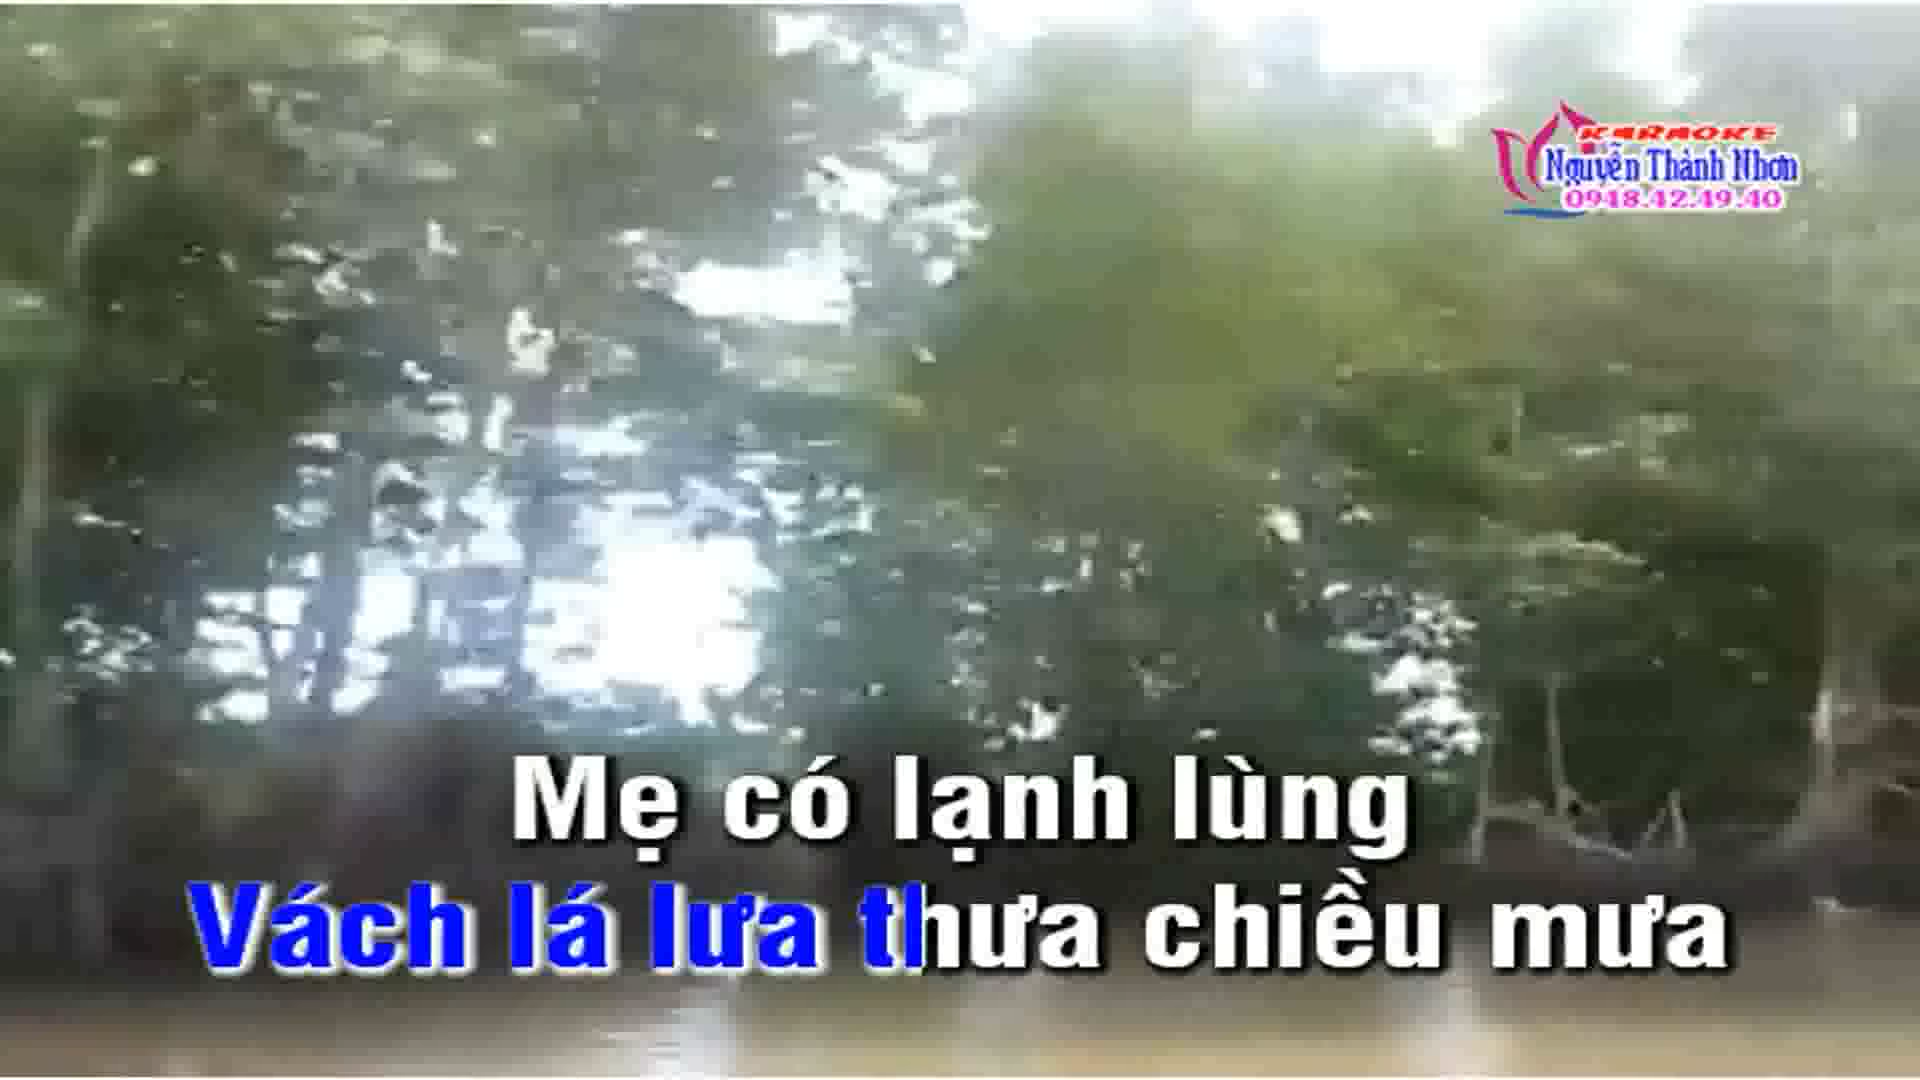 KARAOKE
Nguyễn Thành Nhơn
0948.42.49.40
Mẹ có lạnh lùng
Vách lá lưa thưa chiều mưa